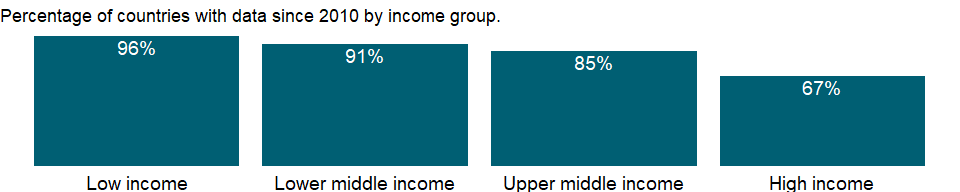 Percentage of countries with data since 2010 by income group.
96%
91%
85%
67%
Low income
Lower middle income
Upper middle income
High income